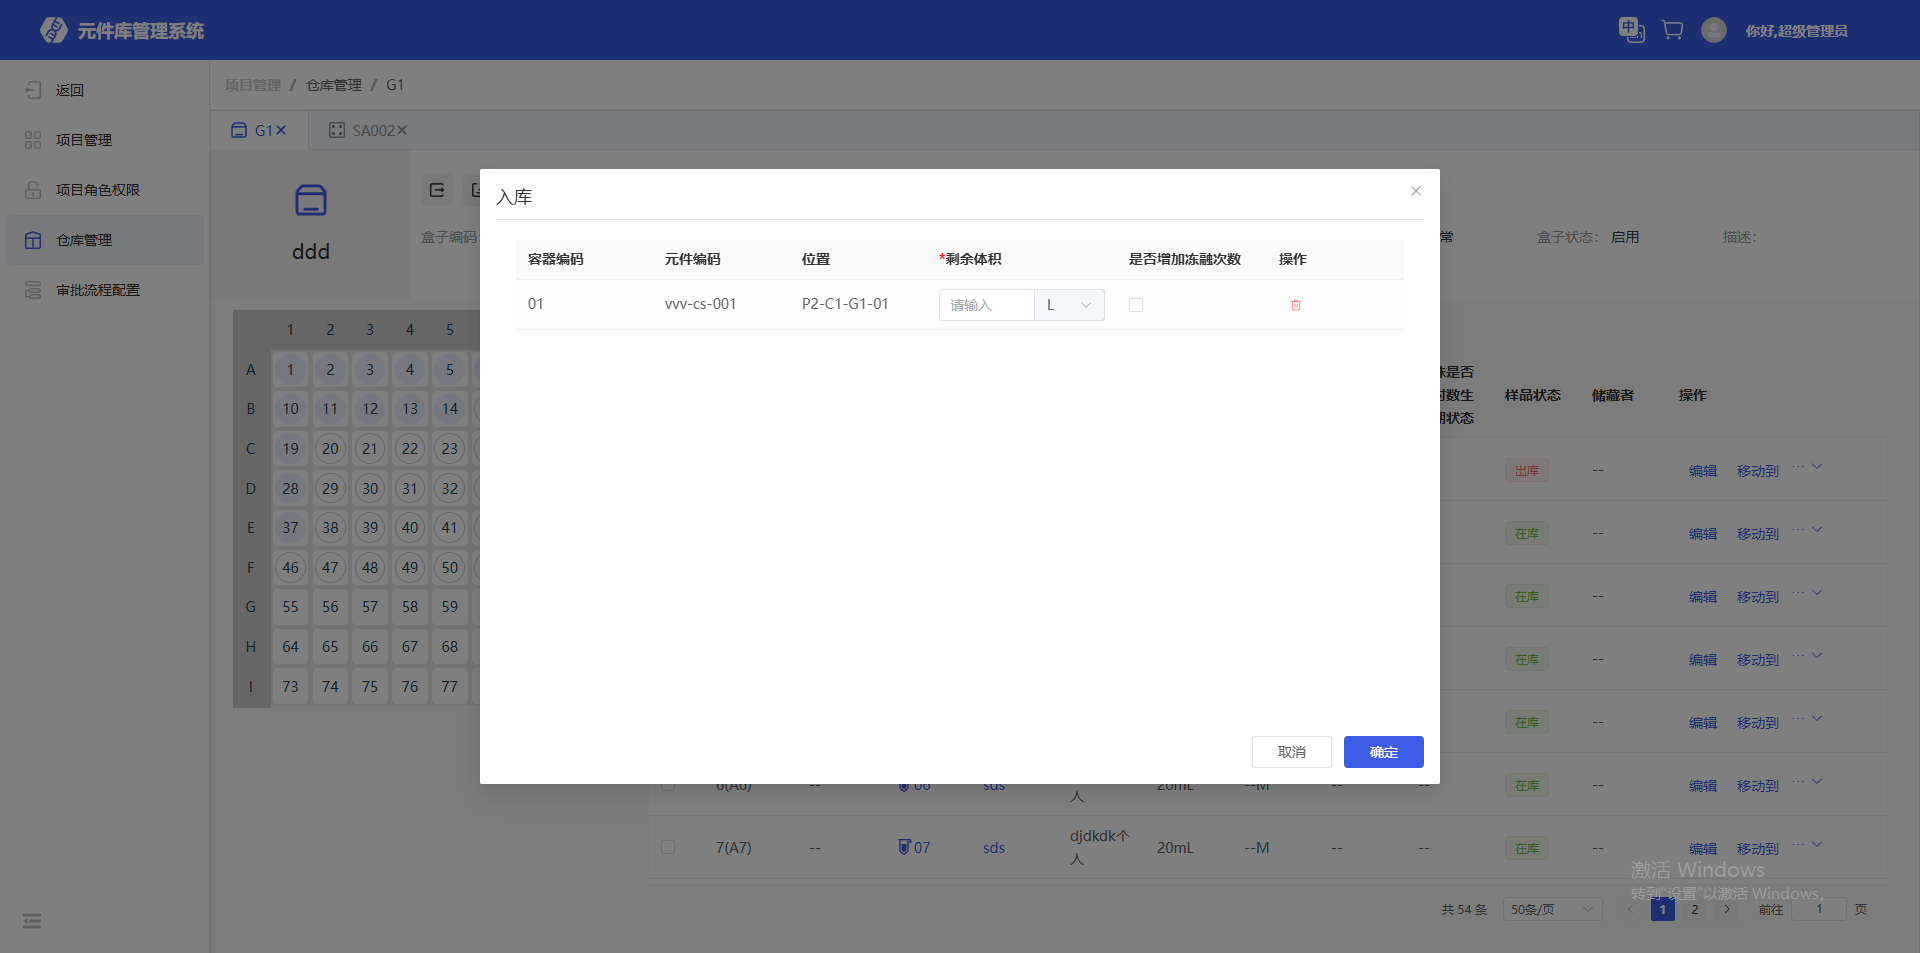 元件库管理系统
你好,超级管理员
返回
项目管理
项目角色权限
仓库管理
审批流程配置
项目管理 / 仓库管理 / G1
G1
SA002
ddd
盒子编码
常
盒子状态: 启用
描述:
入库
容器编码 元件编码 位置 *剩余体积 是否增加冻融次数 操作
01 vvv-cs-001 P2-C1-G1-01 请输入 L
取消 确定
1 2 3 4 5
A 1 2 3 4 5
B 10 11 12 13 14
C 19 20 21 22 23
D 28 29 30 31 32
E 37 38 39 40 41
F 46 47 48 49 50
G 55 56 57 58 59
H 64 65 66 67 68
I 73 74 75 76 77
是否
数生
状态
样品状态 储藏者 操作
出库 -- 编辑 移动到 ...
在库 -- 编辑 移动到 ...
在库 -- 编辑 移动到 ...
在库 -- 编辑 移动到 ...
在库 -- 编辑 移动到 ...
6(A6) -- 06 sds 人 20mL --M -- -- 在库 -- 编辑 移动到 ...
7(A7) -- 07 sds djdkdk个人 20mL --M -- -- 在库 -- 编辑 移动到 ...
激活 Windows
转到"设置"以激活 Windows。
共 54 条 50条/页 1 2 前往 1 页